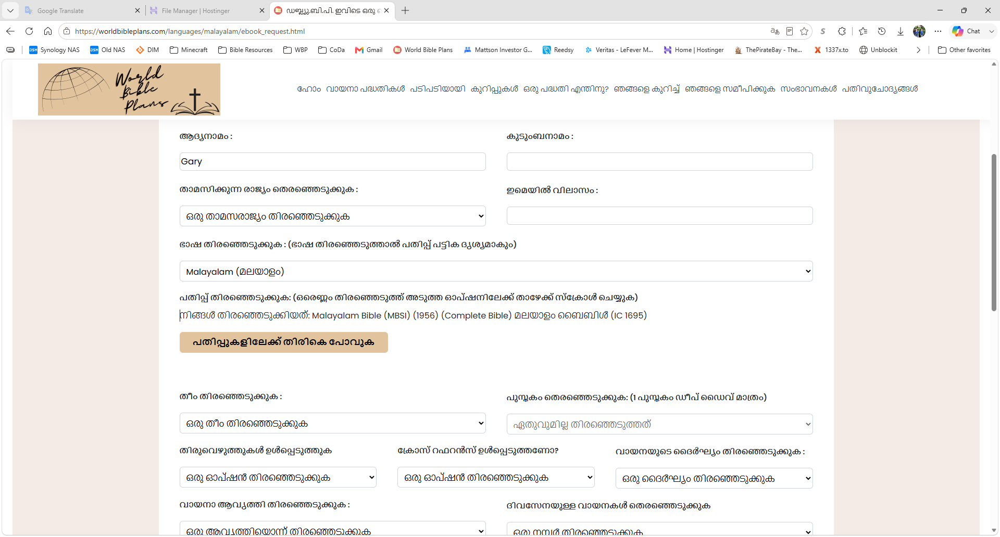 Google Translate
File Manager | Hostinger
ഡബ്ല്യു.ബി.പി. ഇവിടെ ഒരു
https://worldbibleplans.com/languages/malayalam/ebook_request.html
Chat
Synology NAS
Old NAS
DIM
Minecraft
Bible Resources
WBP
CoDa
Gmail
World Bible Plans
Mattson Investor G...
Reedsy
Veritas - LeFever M...
Home | Hostinger
ThePirateBay - The...
1337x.to
Unblockit
Other favorites
World
Bible
Plans
ഹോം വായനാ പദ്ധതികൾ പടിപടിയായി കുറിപ്പുകൾ ഒരു പദ്ധതി എന്തിനു? ഞങ്ങളെ കുറിച്ച് ഞങ്ങളെ സമീപിക്കുക സംഭാവനകൾ പതിവുചോദ്യങ്ങൾ
ആദ്യനാമം :
കുടുംബനാമം :
Gary
താമസിക്കുന്ന രാജ്യം തെരഞ്ഞെടുക്കുക :
ഇമെയിൽ വിലാസം :
ഒരു താമസരാജ്യം തിരഞ്ഞെടുക്കുക
ഭാഷ തിരഞ്ഞെടുക്കുക : (ഭാഷ തിരഞ്ഞെടുത്താൽ പതിപ്പ് പട്ടിക ദൃശ്യമാകും)
Malayalam (മലയാളം)
പതിപ്പ് തിരഞ്ഞെടുക്കുക: (ഒരെണ്ണം തിരഞ്ഞെടുത്ത് അടുത്ത ഓപ്ഷനിലേക്ക് താഴേക്ക് സ്ക്രോൾ ചെയ്യുക)
നിങ്ങൾ തിരഞ്ഞെടുക്കിയത്: Malayalam Bible (MBSI) (1956) (Complete Bible) മലയാളം ബൈബിൾ (IC 1695)
പതിപ്പുകളിലേക്ക് തിരികെ പോവുക
തീം തിരഞ്ഞെടുക്കുക :
പുസ്തകം തെരഞ്ഞെടുക്കുക: (1 പുസ്തകം ഡീപ് ഡൈവ് മാത്രം)
ഒരു തീം തിരഞ്ഞെടുക്കുക
ഏതുവുമില്ല തിരഞ്ഞെടുത്തത്
തിരുവെഴുത്തുകൾ ഉൾപ്പെടുത്തുക
ക്രോസ് റഫറൻസ് ഉൾപ്പെടുത്തണോ?
വായനയുടെ ദൈർഘ്യം തിരഞ്ഞെടുക്കുക :
ഒരു ഓപ്ഷൻ തിരഞ്ഞെടുക്കുക
ഒരു ഓപ്ഷൻ തിരഞ്ഞെടുക്കുക
ഒരു ദൈർഘ്യം തിരഞ്ഞെടുക്കുക
വായനാ ആവൃത്തി തിരഞ്ഞെടുക്കുക :
ദിവസേനയുള്ള വായനകൾ തെരഞ്ഞെടുക്കുക
ഒരു ആവൃത്തിയൊന്ന് തിരഞ്ഞെടുക്കുക
ഒരു നമ്പർ തിരഞ്ഞെടുക്കുക